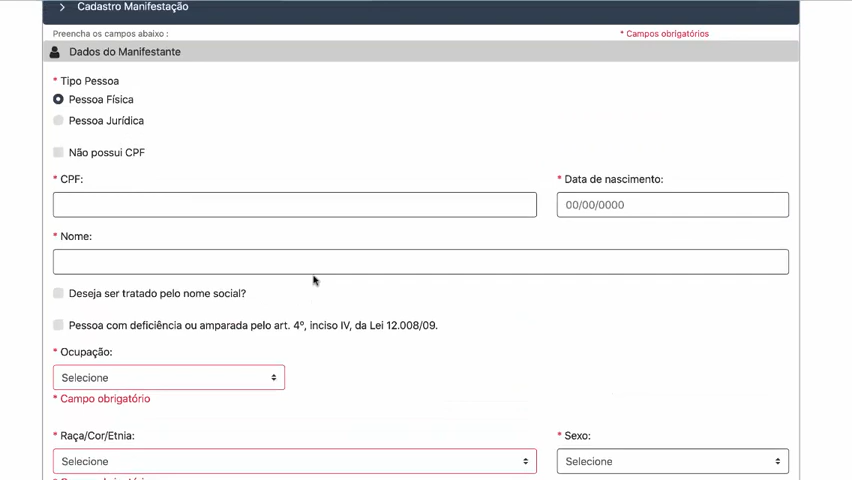 Cadastro Manifestação
Preencha os campos abaixo :
* Campos obrigatórios
Dados do Manifestante
* Tipo Pessoa
Pessoa Física
Pessoa Jurídica
Não possui CPF
* CPF:
* Data de nascimento:
00/00/0000
* Nome:
Deseja ser tratado pelo nome social?
Pessoa com deficiência ou amparada pelo art. 4º, inciso IV, da Lei 12.008/09.
* Ocupação:
Selecione
* Campo obrigatório
* Raça/Cor/Etnia:
* Sexo:
Selecione
Selecione